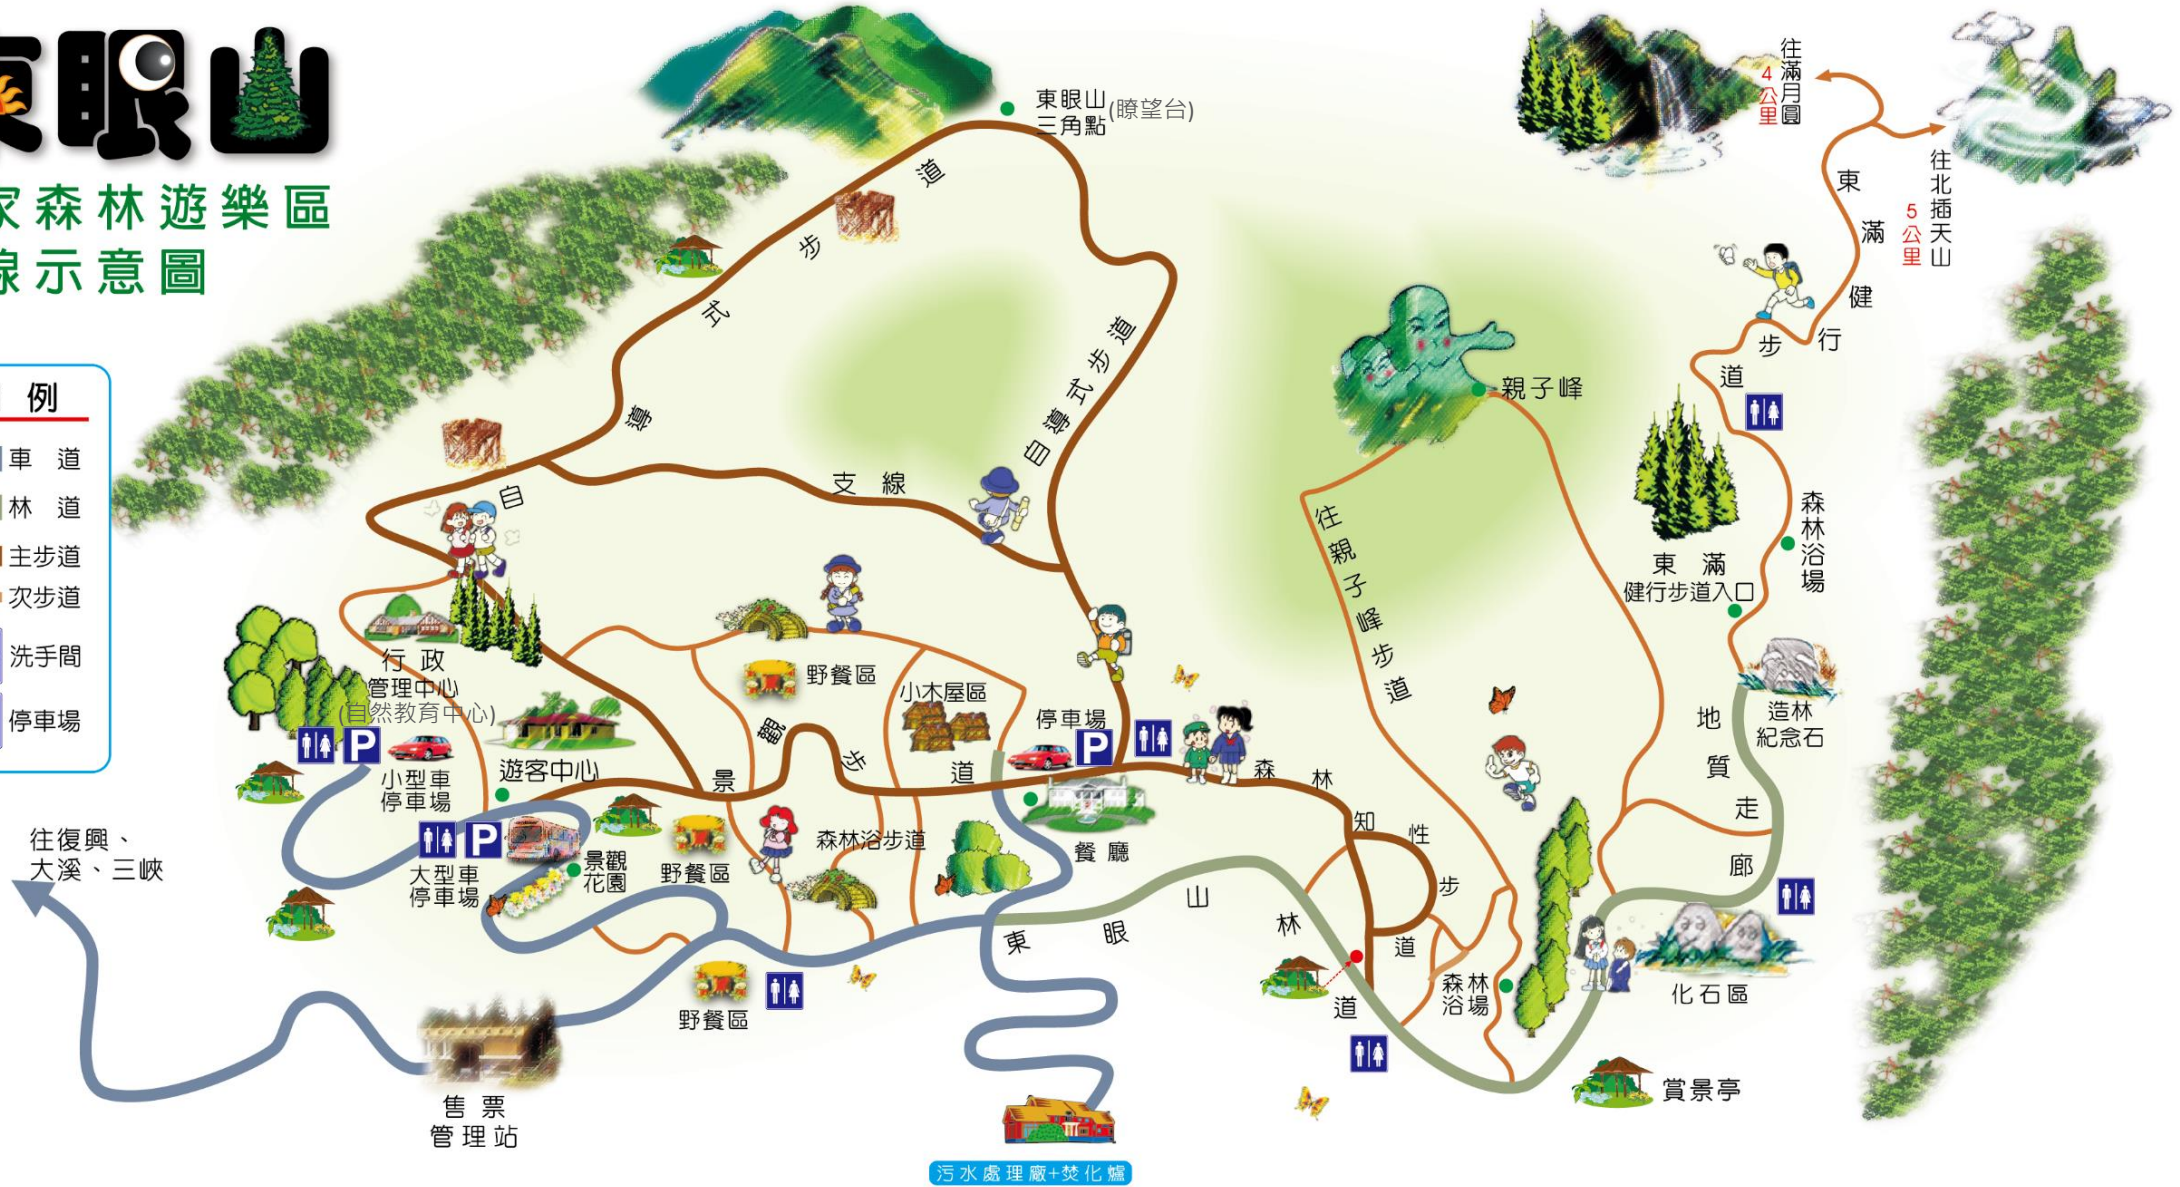 東眼山
家森林遊樂區
線示意圖
例
車道
林道
主步道
次步道
洗手間
停車場
往復興、
大溪、三峽
東眼山
三角點(瞭望台)
自導式步道
自導式步道
支線
行政
管理中心
(自然教育中心)
P
小型車
停車場
遊客中心
P
大型車
停車場
景觀
花園
野餐區
野餐區
野餐區
小木屋區
停車場
P
餐廳
景觀步道
森林浴步道
售票
管理站
污水處理廠+焚化爐
東眼山林道
森林知性步道
森林
浴場
往親子峰步道
親子峰
往滿月圓
4公里
往北插天山
5公里
東滿健行步道
森林浴場
東滿
健行步道入口
造林
紀念石
地質走廊
化石區
賞景亭